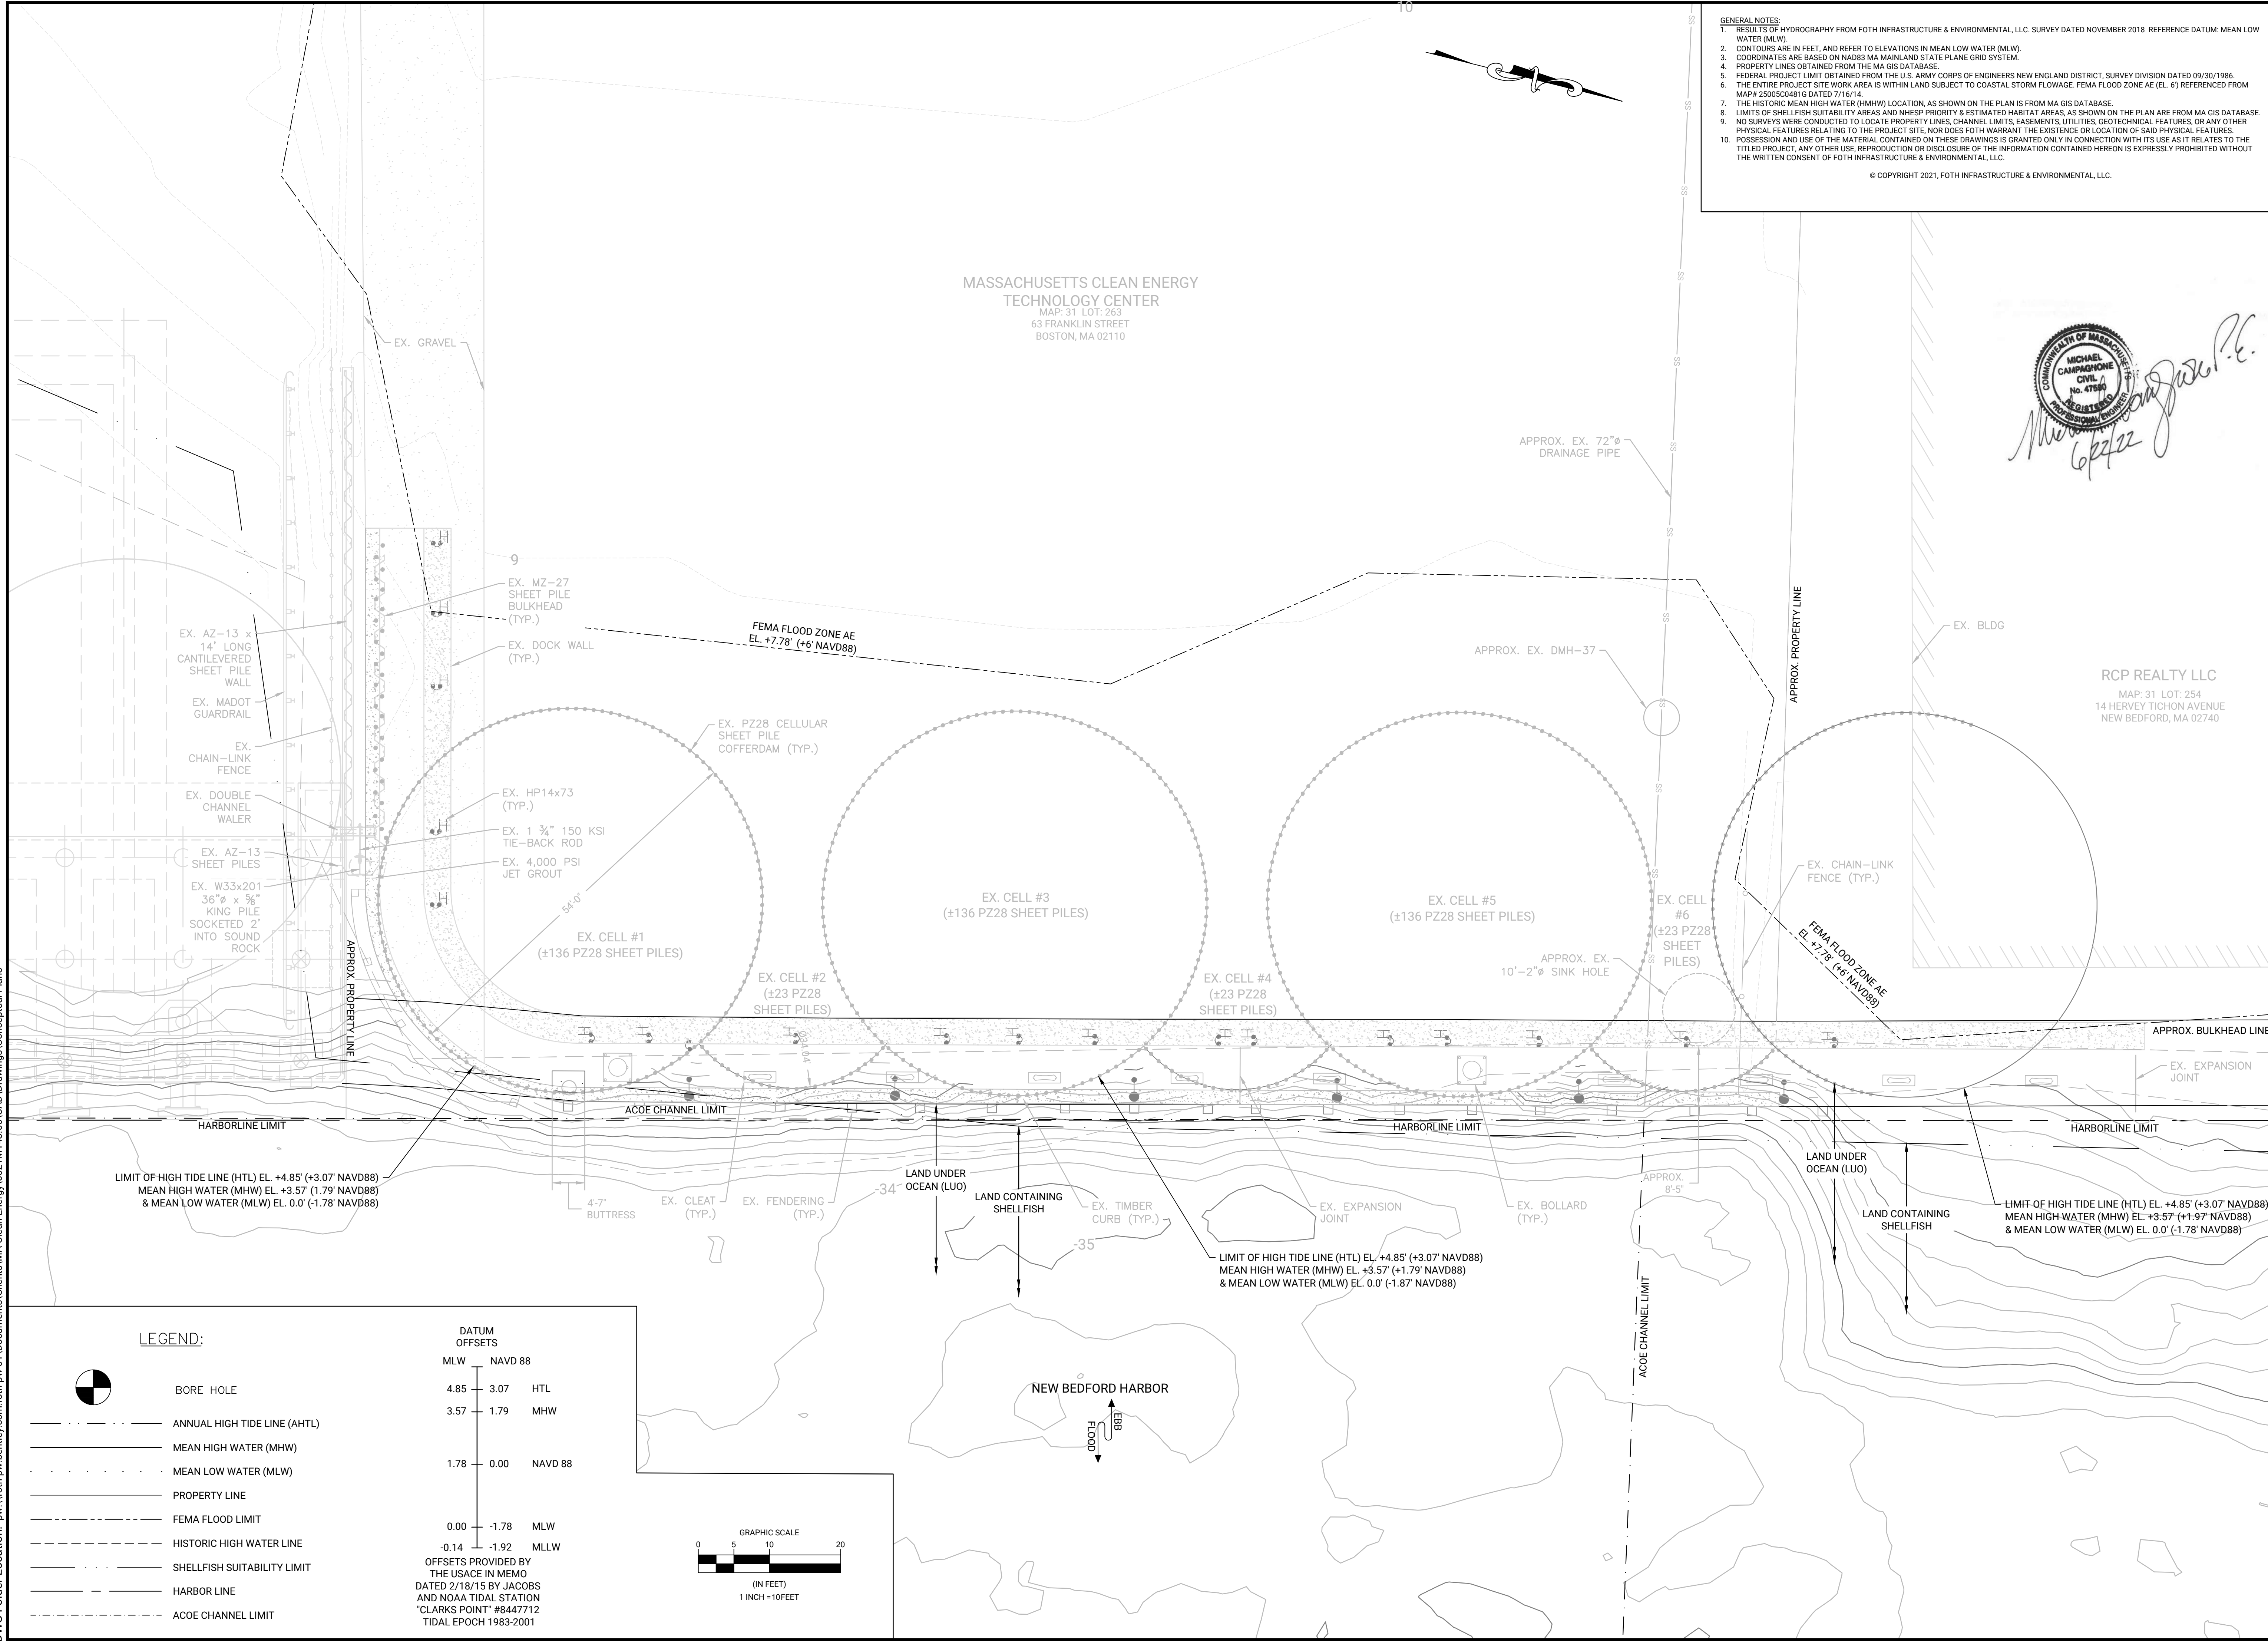 10
GENERAL NOTES:
1. RESULTS OF HYDROGRAPHY FROM FOTH INFRASTRUCTURE & ENVIRONMENTAL, LLC. SURVEY DATED NOVEMBER 2018 REFERENCE DATUM: MEAN LOW
WATER (MLW).
2. CONTOURS ARE IN FEET, AND REFER TO ELEVATIONS IN MEAN LOW WATER (MLW).
3. COORDINATES ARE BASED ON NAD83 MA MAINLAND STATE PLANE GRID SYSTEM.
4. PROPERTY LINES OBTAINED FROM THE MA GIS DATABASE.
5. FEDERAL PROJECT LIMIT OBTAINED FROM THE U.S. ARMY CORPS OF ENGINEERS NEW ENGLAND DISTRICT, SURVEY DIVISION DATED 09/30/1986.
6. THE ENTIRE PROJECT SITE WORK AREA IS WITHIN LAND SUBJECT TO COASTAL STORM FLOWAGE. FEMA FLOOD ZONE AE (EL. 6') REFERENCED FROM
MAP# 25005C0481G DATED 7/16/14.
7. THE HISTORIC MEAN HIGH WATER (HMHW) LOCATION, AS SHOWN ON THE PLAN IS FROM MA GIS DATABASE.
8. LIMITS OF SHELLFISH SUITABILITY AREAS AND NHESP PRIORITY & ESTIMATED HABITAT AREAS, AS SHOWN ON THE PLAN ARE FROM MA GIS DATABASE.
9. NO SURVEYS WERE CONDUCTED TO LOCATE PROPERTY LINES, CHANNEL LIMITS, EASEMENTS, UTILITIES, GEOTECHNICAL FEATURES, OR ANY OTHER
PHYSICAL FEATURES RELATING TO THE PROJECT SITE, NOR DOES FOTH WARRANT THE EXISTENCE OR LOCATION OF SAID PHYSICAL FEATURES.
10. POSSESSION AND USE OF THE MATERIAL CONTAINED ON THESE DRAWINGS IS GRANTED ONLY IN CONNECTION WITH ITS USE AS IT RELATES TO THE
TITLED PROJECT, ANY OTHER USE, REPRODUCTION OR DISCLOSURE OF THE INFORMATION CONTAINED HEREON IS EXPRESSLY PROHIBITED WITHOUT
THE WRITTEN CONSENT OF FOTH INFRASTRUCTURE & ENVIRONMENTAL, LLC.
© COPYRIGHT 2021, FOTH INFRASTRUCTURE & ENVIRONMENTAL, LLC.
MASSACHUSETTS CLEAN ENERGY
TECHNOLOGY CENTER
MAP: 31 LOT: 263
63 FRANKLIN STREET
BOSTON, MA 02110
COMMONWEALTH OF MASSACHUSETTS
MICHAEL
CAMPAGNONE
CIVIL
No. 47580
REGISTERED
PROFESSIONAL ENGINEER
P.E.
6/22/22
EX. GRAVEL
APPROX. EX. 72"ø
DRAINAGE PIPE
9
EX. MZ-27
SHEET PILE
BULKHEAD
(TYP.)
EX. DOCK WALL
(TYP.)
FEMA FLOOD ZONE AE
EL. +7.78' (+6' NAVD88)
APPROX. EX. DMH-37
APPROX. PROPERTY LINE
EX. BLDG
RCP REALTY LLC
MAP: 31 LOT: 254
14 HERVEY TICHON AVENUE
NEW BEDFORD, MA 02740
EX. AZ-13 x
14' LONG
CANTILEVERED
SHEET PILE
WALL
EX. MADOT
GUARDRAIL
EX.
CHAIN-LINK
FENCE
EX. DOUBLE
CHANNEL
WALER
EX. AZ-13
SHEET PILES
EX. W33x201
36"ø x ⅝"
KING PILE
SOCKETED 2'
INTO SOUND
ROCK
EX. PZ28 CELLULAR
SHEET PILE
COFFERDAM (TYP.)
EX. HP14x73
(TYP.)
EX. 1 ¾" 150 KSI
TIE-BACK ROD
EX. 4,000 PSI
JET GROUT
54'-0"
EX. CELL #1
(±136 PZ28 SHEET PILES)
EX. CELL #2
(±23 PZ28
SHEET PILES)
EX. CELL #3
(±136 PZ28 SHEET PILES)
EX. CELL #4
(±23 PZ28
SHEET PILES)
EX. CELL #5
(±136 PZ28 SHEET PILES)
EX. CELL
#6
(±23 PZ28
SHEET
PILES)
APPROX. EX.
10'-2"ø SINK HOLE
EX. CHAIN-LINK
FENCE (TYP.)
FEMA FLOOD ZONE AE
EL. +7.78' (+6' NAVD88)
APPROX. PROPERTY LINE
APPROX. BULKHEAD LINE
EX. EXPANSION
JOINT
ACOE CHANNEL LIMIT
HARBORLINE LIMIT
HARBORLINE LIMIT
HARBORLINE LIMIT
LIMIT OF HIGH TIDE LINE (HTL) EL. +4.85' (+3.07' NAVD88)
MEAN HIGH WATER (MHW) EL. +3.57' (1.79' NAVD88)
& MEAN LOW WATER (MLW) EL. 0.0' (-1.78' NAVD88)
4'-7"
BUTTRESS
EX. CLEAT
(TYP.)
EX. FENDERING
(TYP.)
-34
LAND UNDER
OCEAN (LUO)
LAND CONTAINING
SHELLFISH
EX. TIMBER
CURB (TYP.)
-35
EX. EXPANSION
JOINT
EX. BOLLARD
(TYP.)
APPROX.
8'-5"
LIMIT OF HIGH TIDE LINE (HTL) EL. +4.85' (+3.07' NAVD88)
MEAN HIGH WATER (MHW) EL. +3.57' (+1.79' NAVD88)
& MEAN LOW WATER (MLW) EL. 0.0' (-1.87' NAVD88)
LAND UNDER
OCEAN (LUO)
LAND CONTAINING
SHELLFISH
LIMIT OF HIGH TIDE LINE (HTL) EL. +4.85' (+3.07' NAVD88)
MEAN HIGH WATER (MHW) EL. +3.57' (+1.97' NAVD88)
& MEAN LOW WATER (MLW) EL. 0.0' (-1.78' NAVD88)
ACOE CHANNEL LIMIT
NEW BEDFORD HARBOR
EBB
FLOOD
LEGEND:
BORE HOLE
ANNUAL HIGH TIDE LINE (AHTL)
MEAN HIGH WATER (MHW)
MEAN LOW WATER (MLW)
PROPERTY LINE
FEMA FLOOD LIMIT
HISTORIC HIGH WATER LINE
SHELLFISH SUITABILITY LIMIT
HARBOR LINE
ACOE CHANNEL LIMIT
DATUM
OFFSETS
MLW NAVD 88
4.85 3.07 HTL
3.57 1.79 MHW
1.78 0.00 NAVD 88
0.00 -1.78 MLW
-0.14 -1.92 MLLW
OFFSETS PROVIDED BY
THE USACE IN MEMO
DATED 2/18/15 BY JACOBS
AND NOAA TIDAL STATION
"CLARKS POINT" #8447712
TIDAL EPOCH 1983-2001
GRAPHIC SCALE
0 5 10 20
(IN FEET)
1 INCH =10FEET